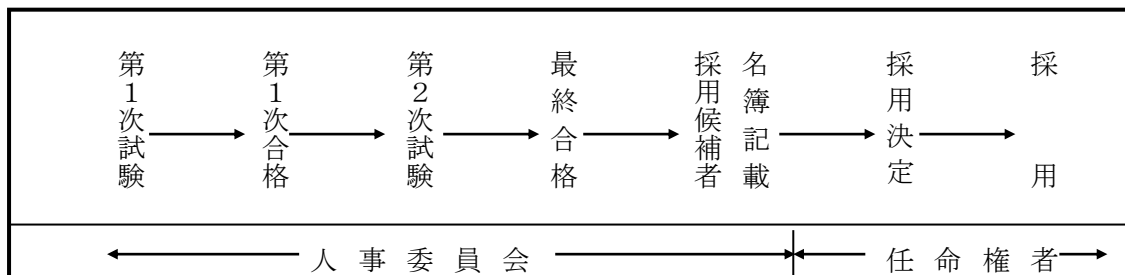 第１次試験
第１次合格
第２次試験
最終合格
採用候補者
名簿記載
採用決定
採用
人事委員会
任命権者